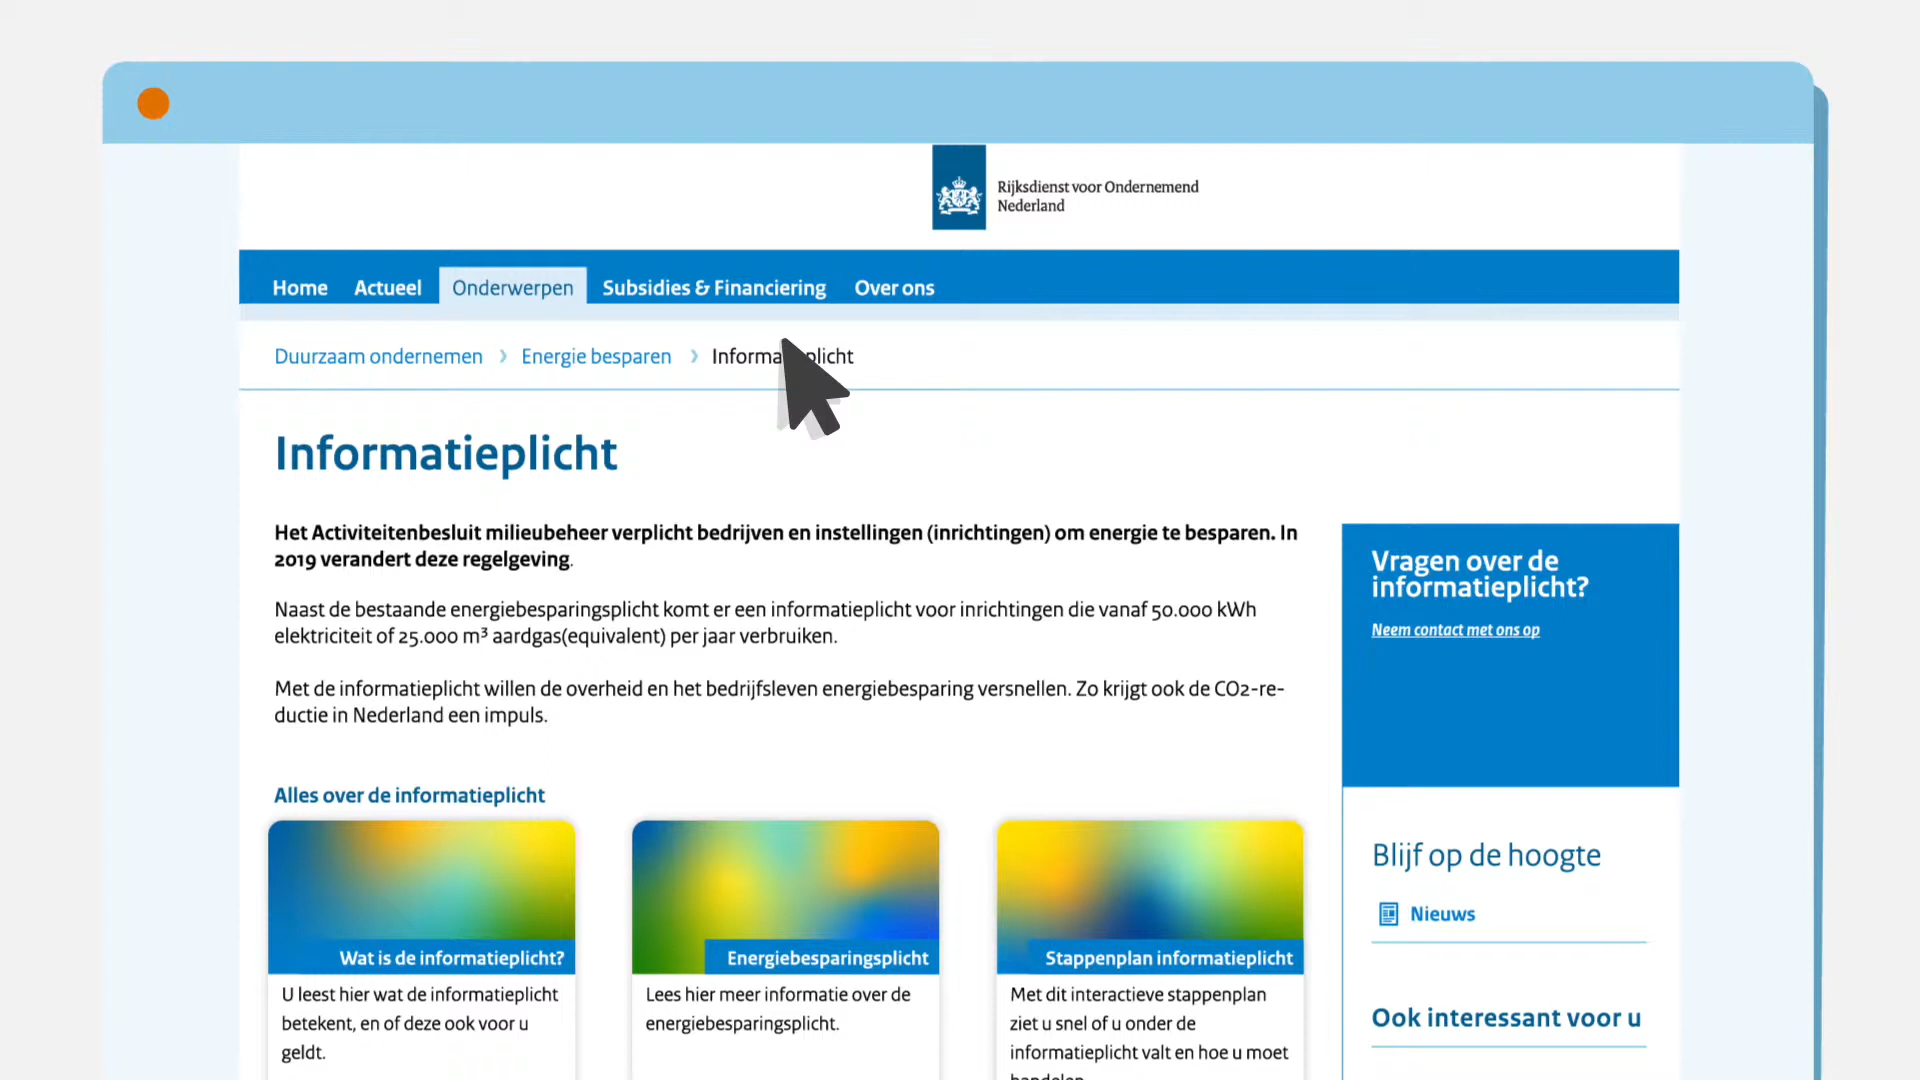 Rijksdienst voor Ondernemend
Nederland
Home Actueel Onderwerpen Subsidies & Financiering Over ons
Duurzaam ondernemen › Energie besparen ›
Informatieplicht
Het Activiteitenbesluit milieubeheer verplicht bedrijven en instellingen (inrichtingen) om energie te besparen. In
2019 verandert deze regelgeving.
Naast de bestaande energiebesparingsplicht komt er een informatieplicht voor inrichtingen die vanaf 50.000 kWh
elektriciteit of 25.000 m³ aardgas(equivalent) per jaar verbruiken.
Met de informatieplicht willen de overheid en het bedrijfsleven energiebesparing versnellen. Zo krijgt ook de CO2-re-
ductie in Nederland een impuls.
Alles over de informatieplicht
Wat is de informatieplicht?
U leest hier wat de informatieplicht
betekent, en of deze ook voor u
geldt.
Energiebesparingsplicht
Lees hier meer informatie over de
energiebesparingsplicht.
Stappenplan informatieplicht
Met dit interactieve stappenplan
ziet u snel of u onder de
informatieplicht valt en hoe u moet
Vragen over de
informatieplicht?
Neem contact met ons op
Blijf op de hoogte
Nieuws
Ook interessant voor u